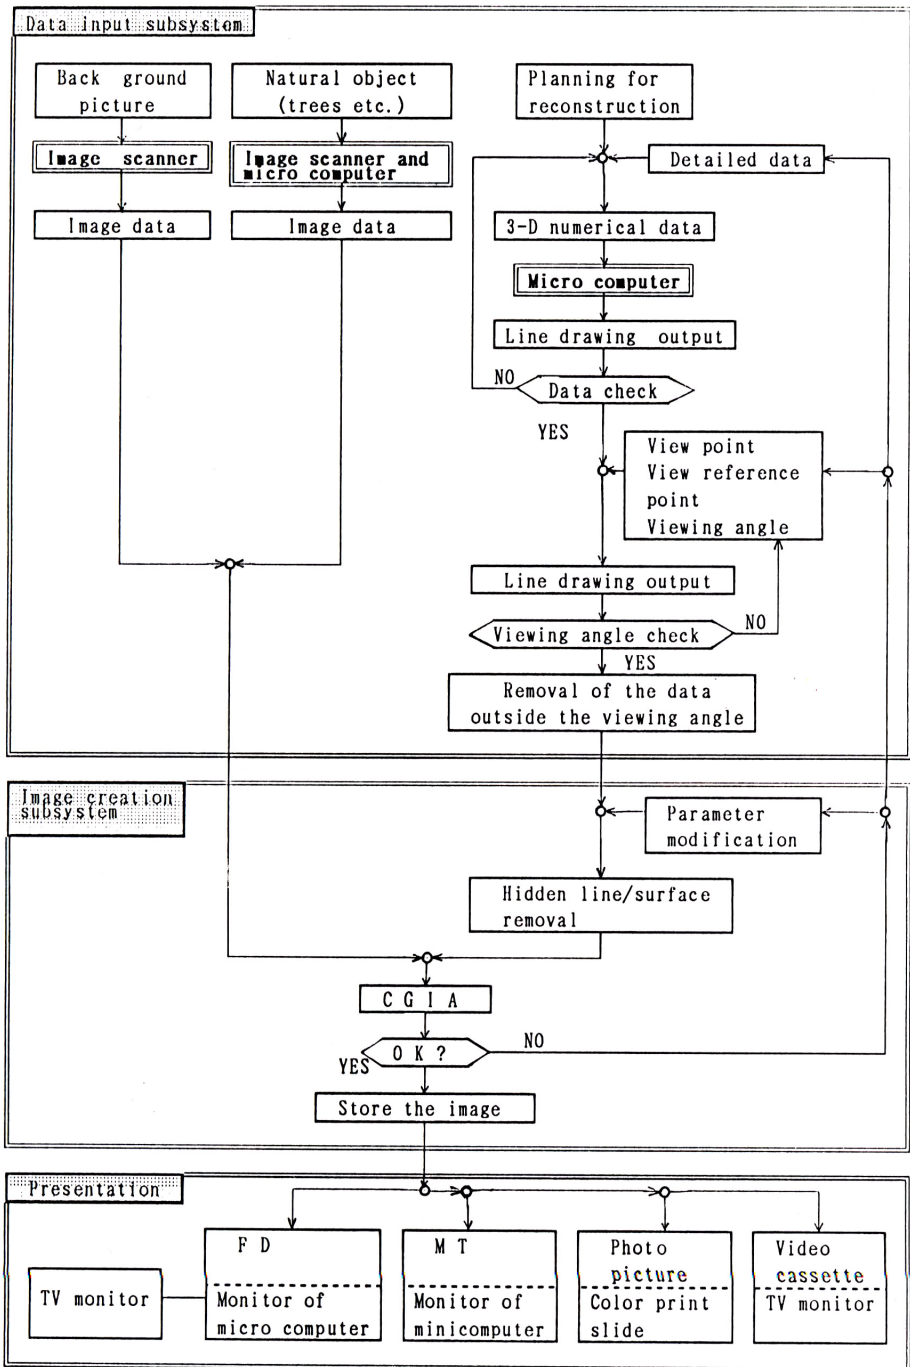 Data input subsystem
Back ground
picture
Natural object
(trees etc.)
Planning for
reconstruction
Image scanner
Image scanner and
micro computer
Detailed data
Image data
Image data
3-D numerical data
Micro computer
Line drawing output
NO
Data check
YES
View point
View reference
point
Viewing angle
Line drawing output
Viewing angle check
NO
YES
Removal of the data
outside the viewing angle
Image creation
subsystem
Parameter
modification
Hidden line/surface
removal
C G I A
O K ?
NO
YES
Store the image
Presentation
TV monitor
F D
Monitor of
micro computer
M T
Monitor of
minicomputer
Photo
picture
Color print
slide
Video
cassette
TV monitor